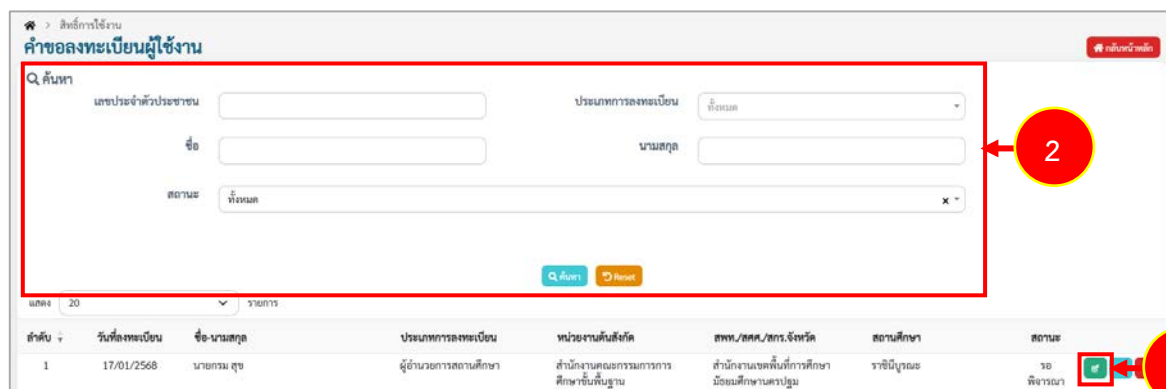 > สิทธิ์การใช้งาน
คำขอลงทะเบียนผู้ใช้งาน
กลับหน้าหลัก
ค้นหา
เลขประจำตัวประชาชน
ประเภทการลงทะเบียน ทั้งหมด
ชื่อ
นามสกุล
2
สถานะ ทั้งหมด x
ค้นหา Reset
แสดง 20 รายการ
ลำดับ วันที่ลงทะเบียน ชื่อ-นามสกุล ประเภทการลงทะเบียน หน่วยงานต้นสังกัด สพท./สศศ./สกร.จังหวัด สถานศึกษา สถานะ
1 17/01/2568 นายกรม สุข ผู้อำนวยการสถานศึกษา สำนักงานคณะกรรมการการ สำนักงานเขตพื้นที่การศึกษา ราชินีบูรณะ รอ
ศึกษาขั้นพื้นฐาน มัธยมศึกษานครปฐม พิจารณา